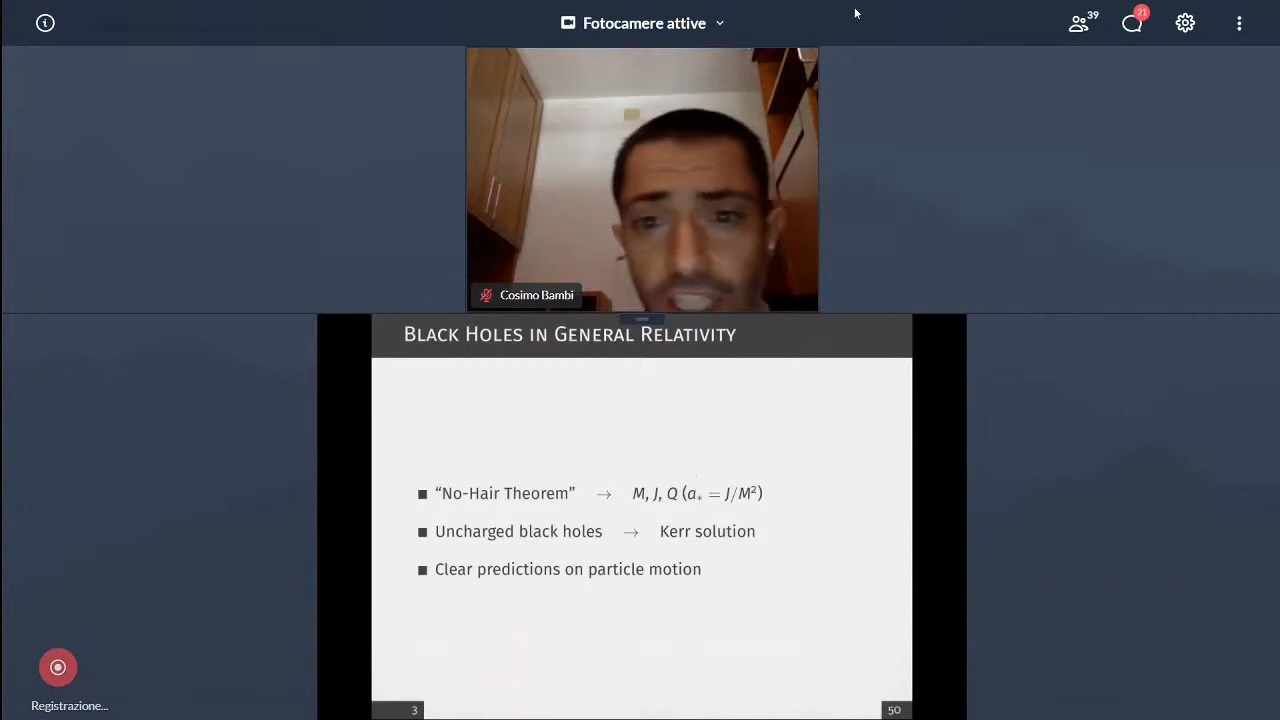 Fotocamere attive
39
21
Cosimo Bambi
BLACK HOLES IN GENERAL RELATIVITY
■ “No-Hair Theorem” → M, J, Q (a* = J/M²)
■ Uncharged black holes → Kerr solution
■ Clear predictions on particle motion
Registrazione...
3
50